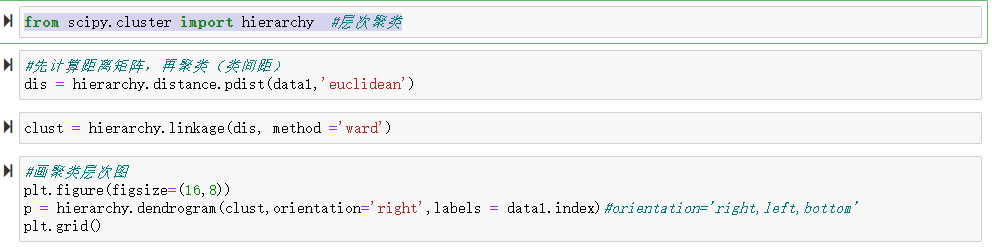 from scipy.cluster import hierarchy  #层次聚类
#先计算距离矩阵，再聚类（类间距）
dis = hierarchy.distance.pdist(data1,'euclidean')
clust = hierarchy.linkage(dis, method ='ward')
#画聚类层次图
plt.figure(figsize=(16,8))
p = hierarchy.dendrogram(clust,orientation='right',labels = data1.index)#orientation='right,left,bottom'
plt.grid()